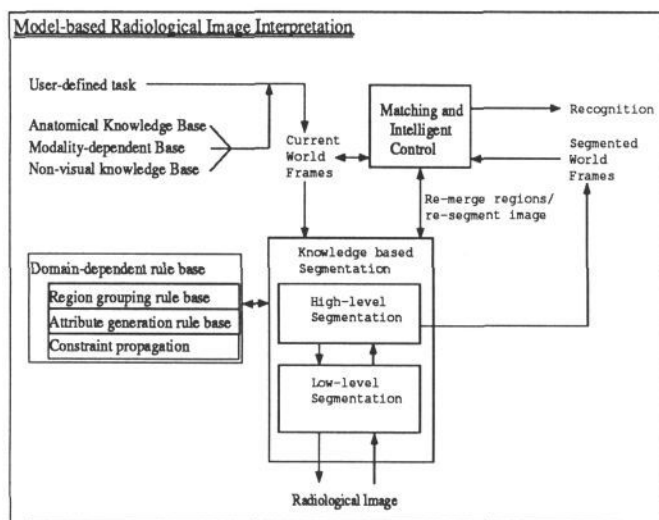 Model-based Radiological Image Interpretation
User-defined task
Anatomical Knowledge Base
Modality-dependent Base
Non-visual knowledge Base
Current
World
Frames
Matching and
Intelligent
Control
Recognition
Segmented
World
Frames
Re-merge regions/
re-segment image
Knowledge based
Segmentation
Domain-dependent rule base
Region grouping rule base
Attribute generation rule base
Constraint propagation
High-level
Segmentation
Low-level
Segmentation
Radiological Image